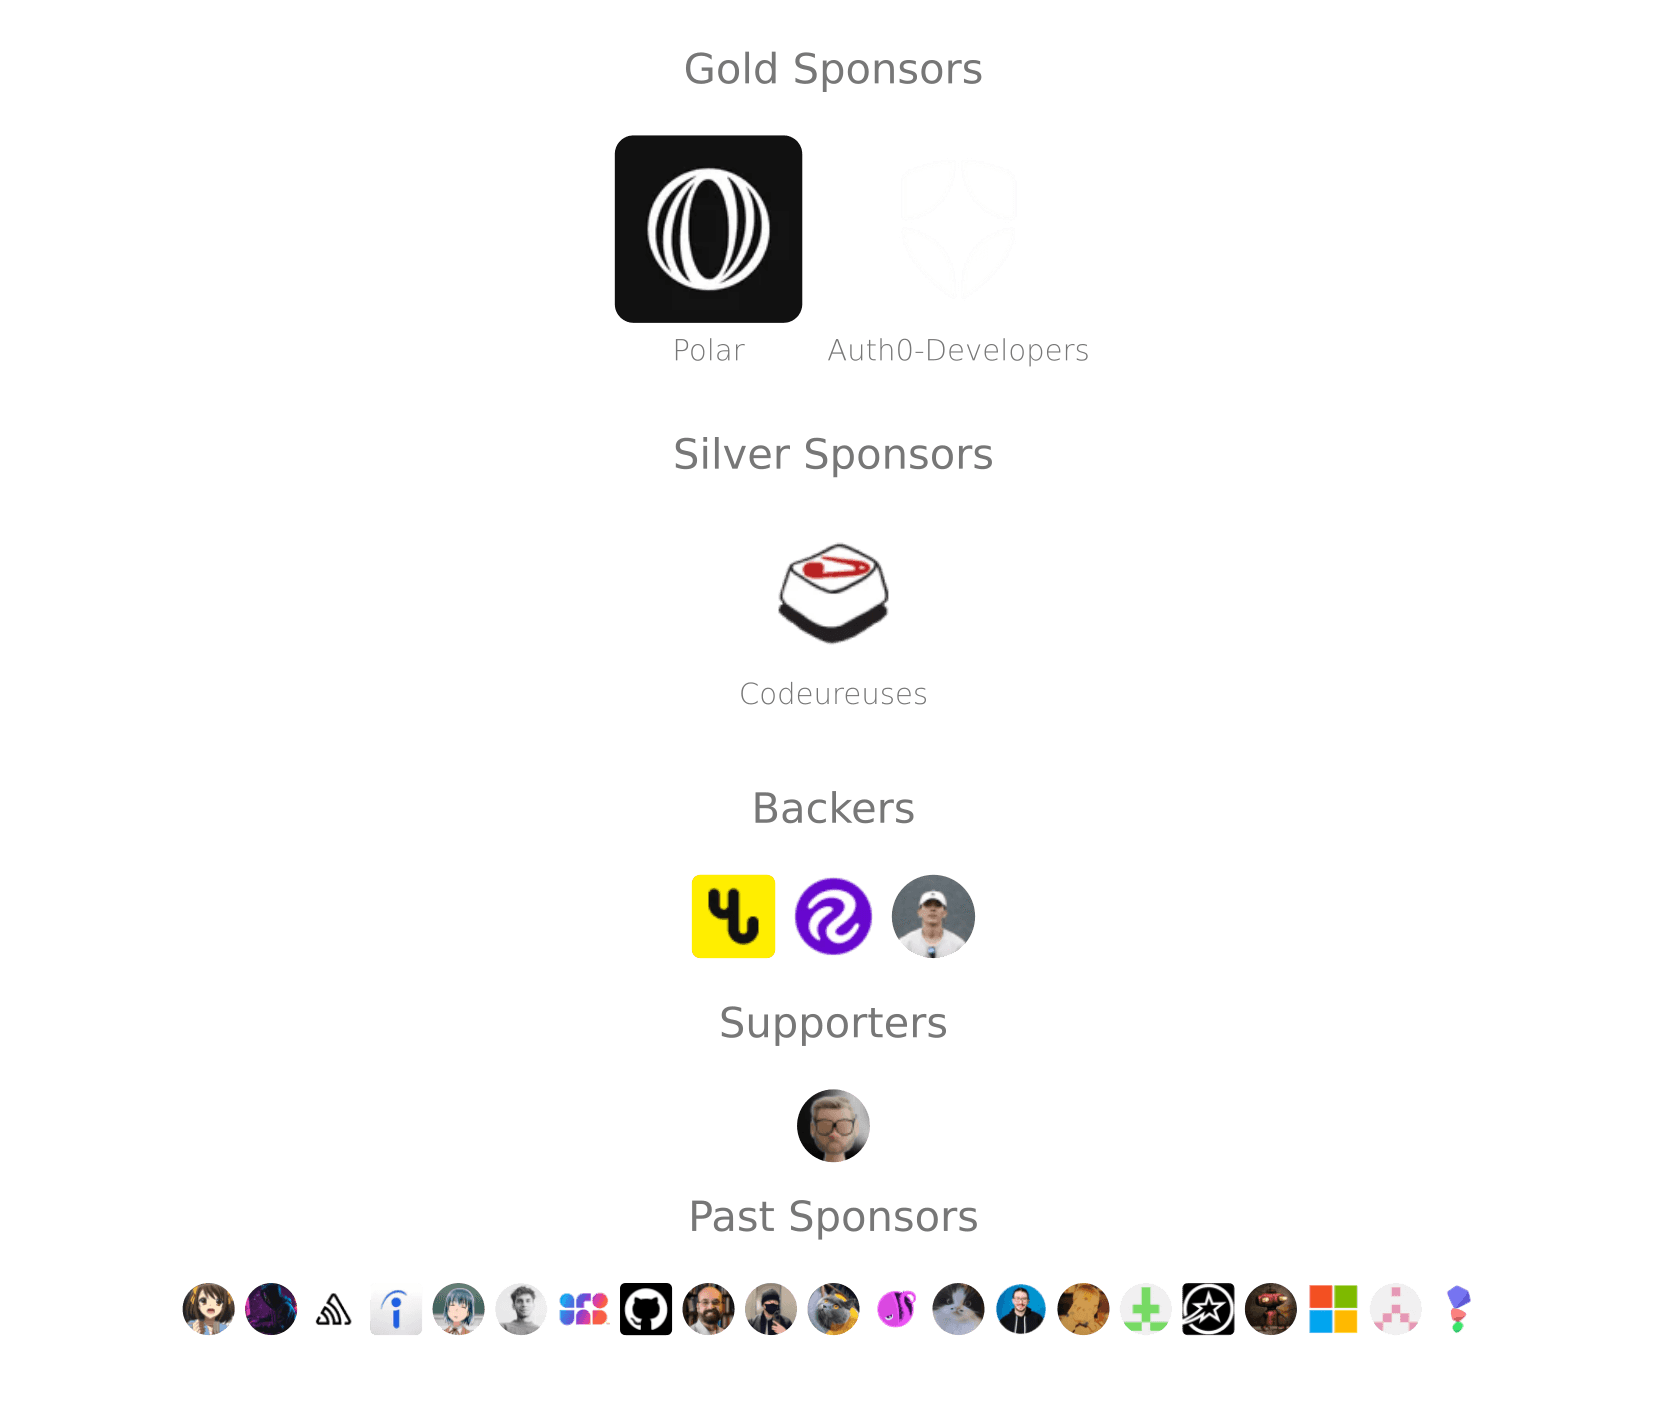 Gold Sponsors
Polar
Auth0-Developers
Silver Sponsors
Codeureuses
Backers
Supporters
Past Sponsors